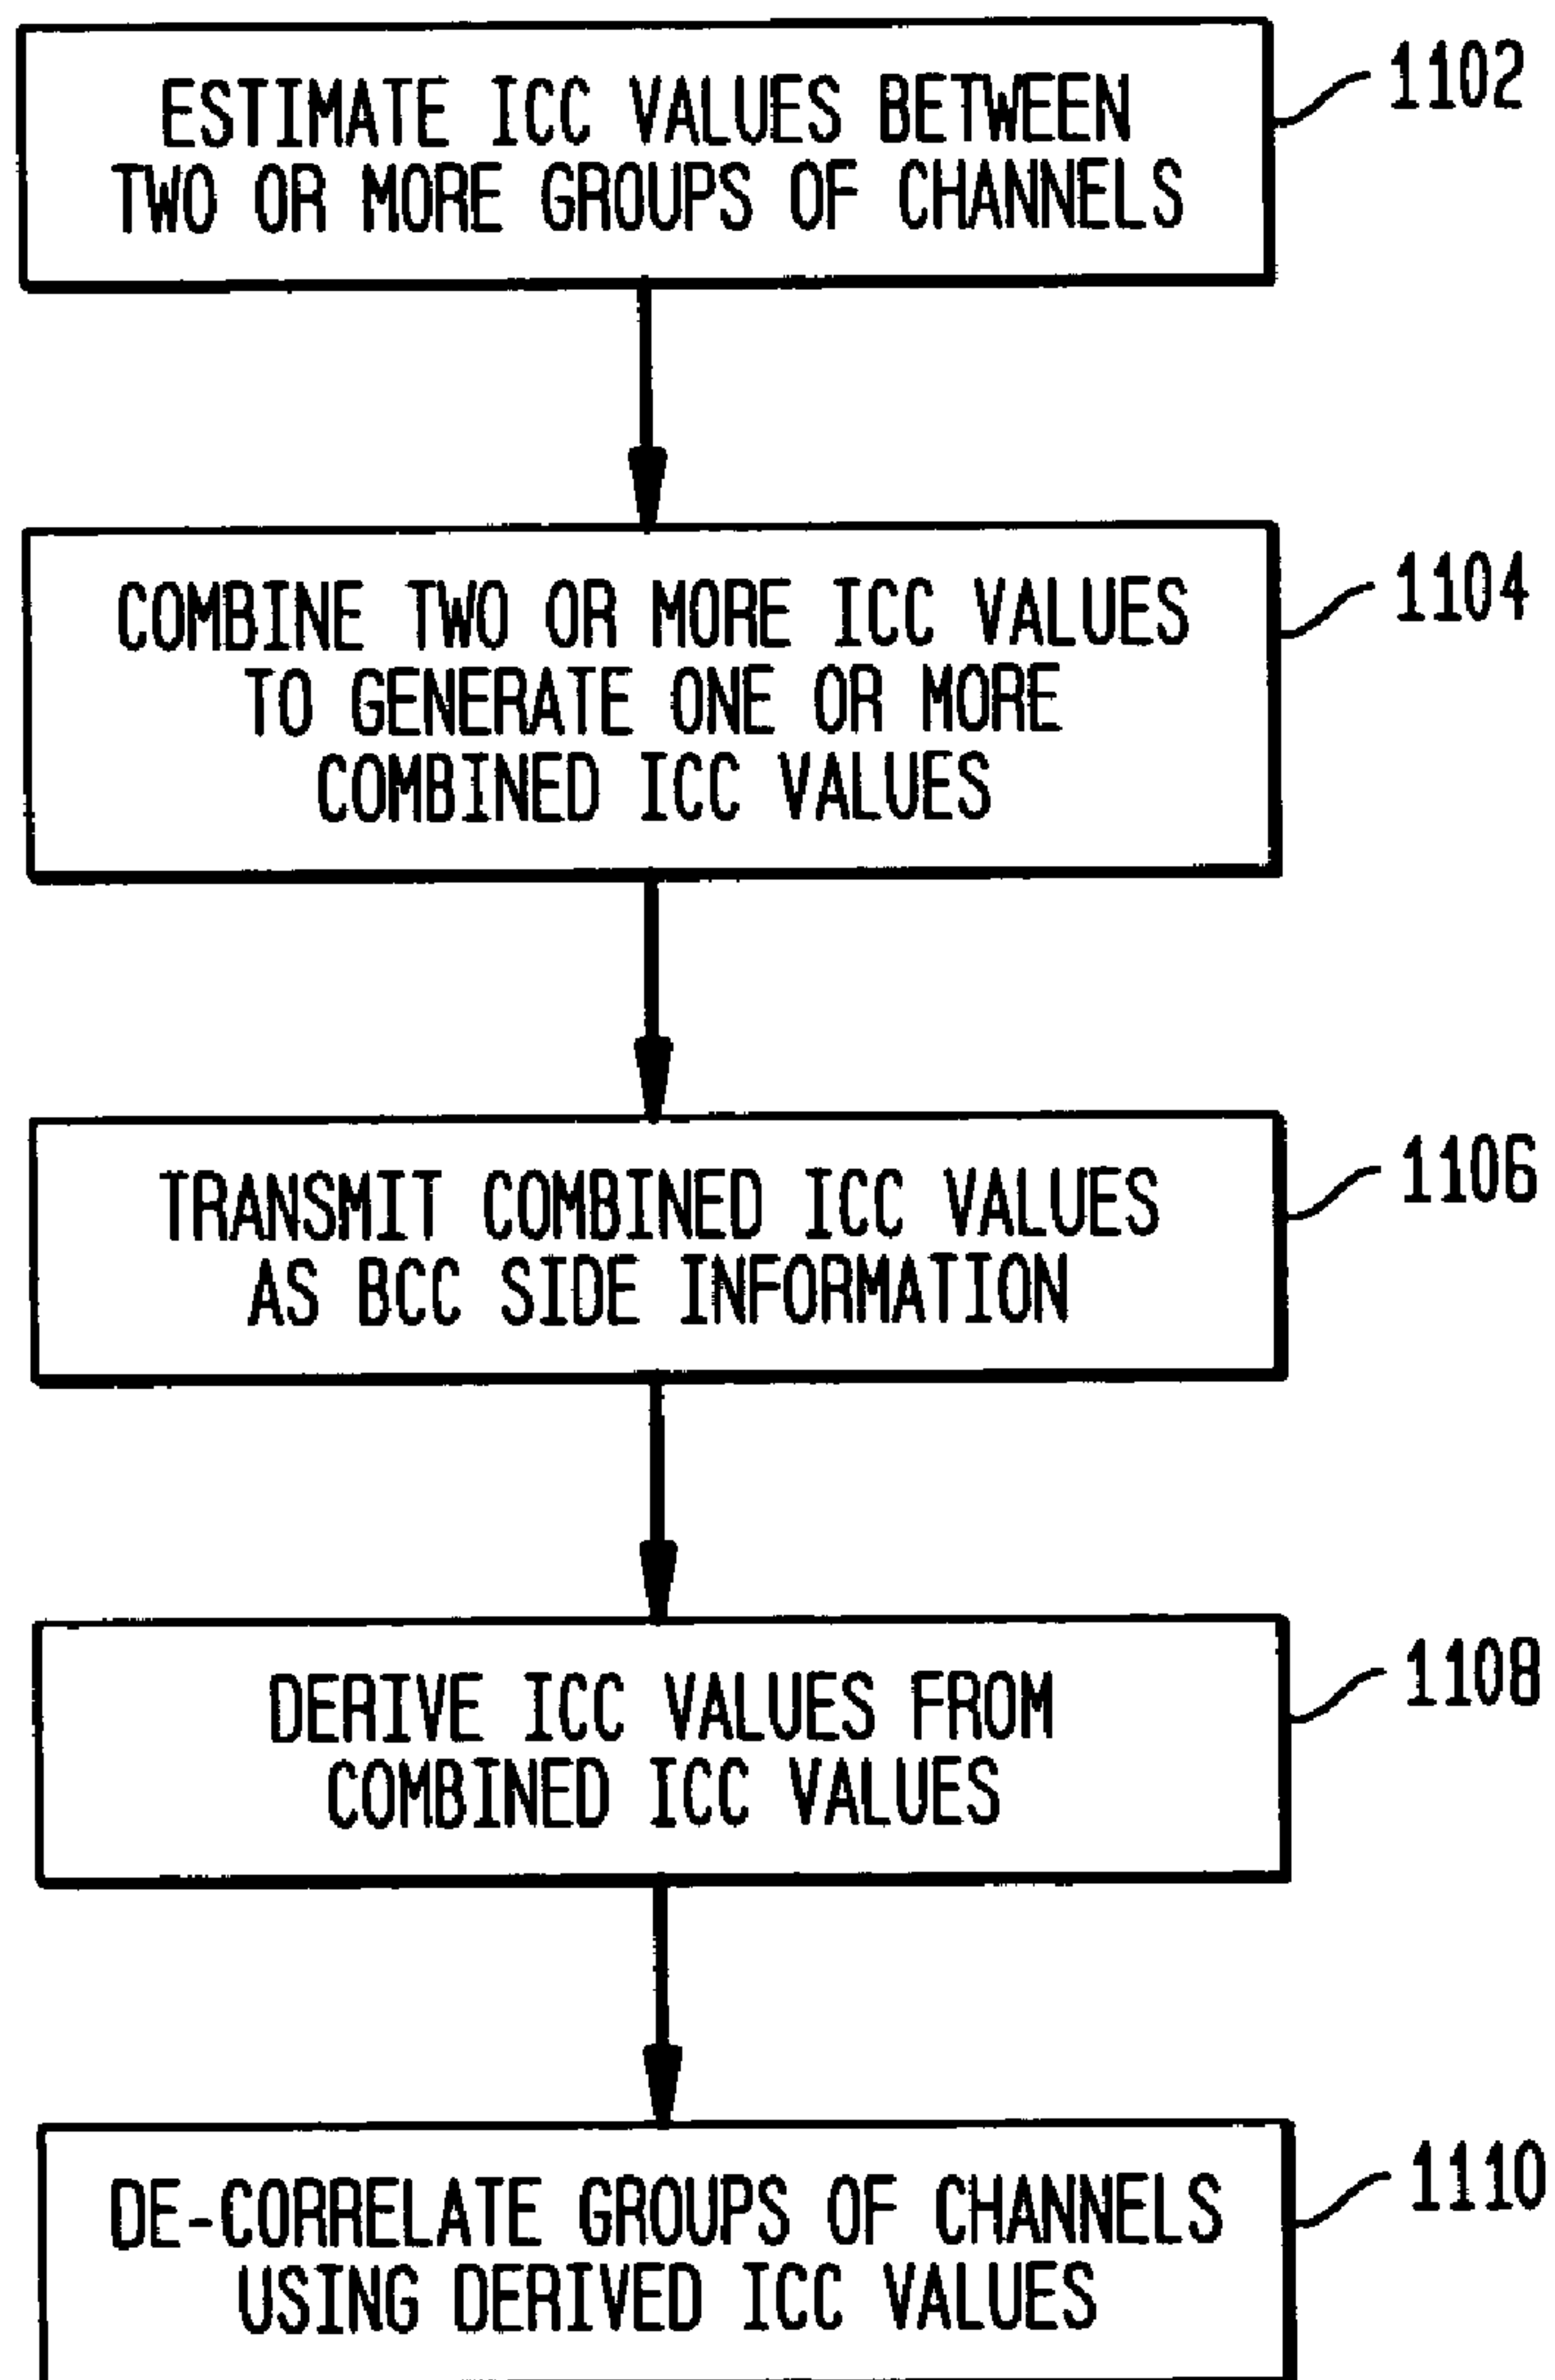 ESTIMATE ICC VALUES BETWEEN
TWO OR MORE GROUPS OF CHANNELS
1102
COMBINE TWO OR MORE ICC VALUES
TO GENERATE ONE OR MORE
COMBINED ICC VALUES
1104
TRANSMIT COMBINED ICC VALUES
AS BCC SIDE INFORMATION
1106
DERIVE ICC VALUES FROM
COMBINED ICC VALUES
1108
DE-CORRELATE GROUPS OF CHANNELS
USING DERIVED ICC VALUES
1110